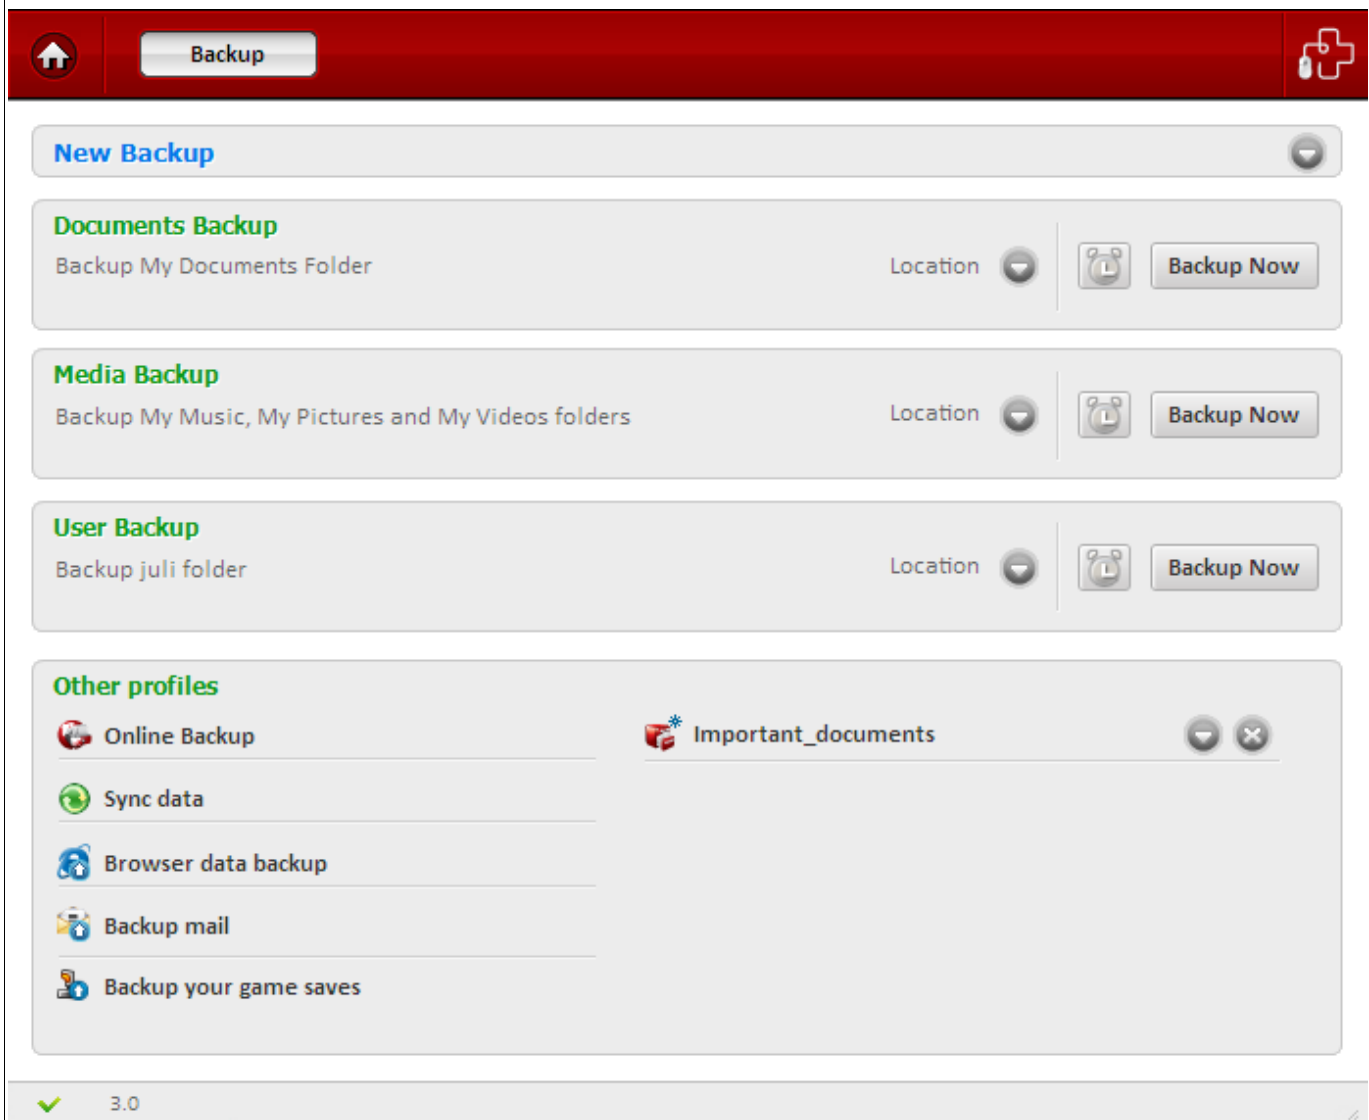 Backup
New Backup
Documents Backup
Backup My Documents Folder
Location
Backup Now
Media Backup
Backup My Music, My Pictures and My Videos folders
Location
Backup Now
User Backup
Backup juli folder
Location
Backup Now
Other profiles
Online Backup
Important_documents
Sync data
Browser data backup
Backup mail
Backup your game saves
3.0